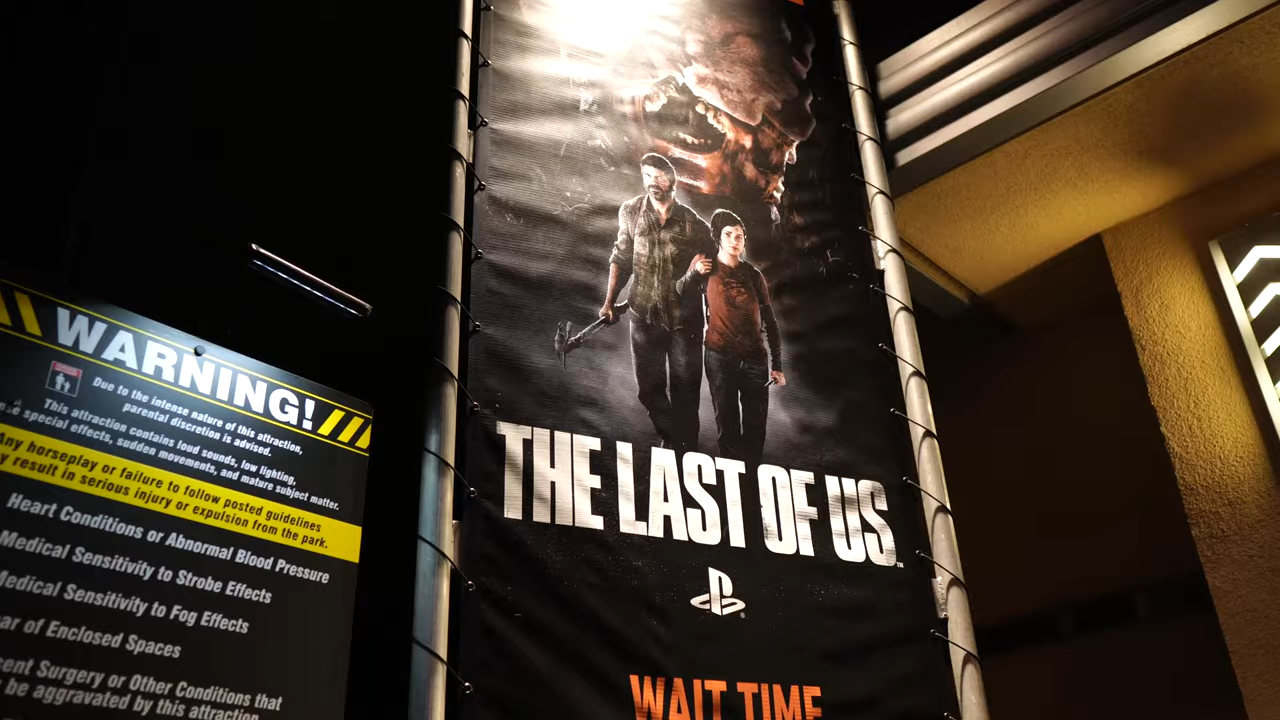 WARNING!
Due to the intense nature of this attraction,
parental discretion is advised.
This attraction contains loud sounds, low lighting,
special effects, sudden movements, and mature subject matter.
Any horseplay or failure to follow posted guidelines
result in serious injury or expulsion from the park.
Heart Conditions or Abnormal Blood Pressure
Medical Sensitivity to Strobe Effects
Medical Sensitivity to Fog Effects
of Enclosed Spaces
Surgery or Other Conditions that
be aggravated by this attraction
THE LAST OF US™
WAIT TIME